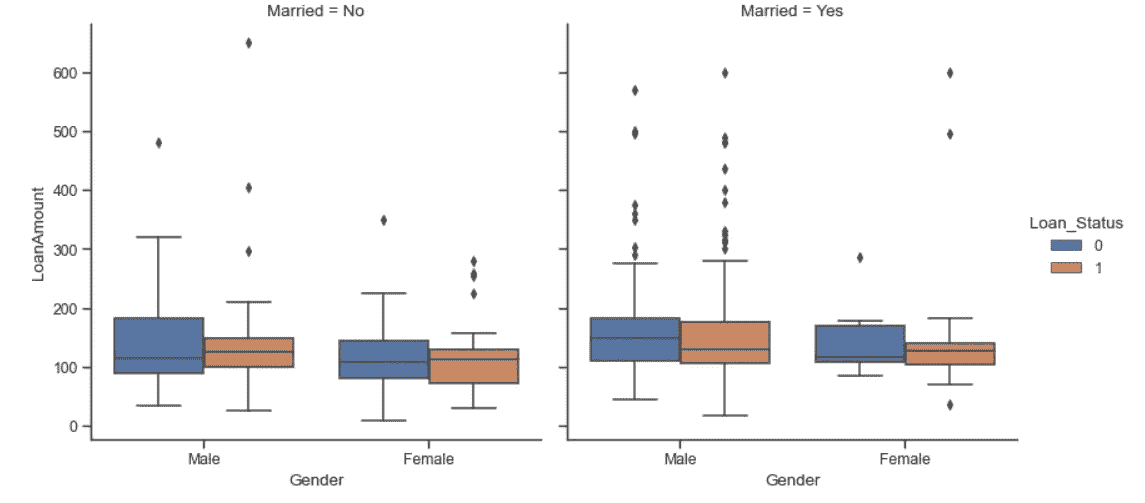 Married = No
Married = Yes
LoanAmount
600
500
400
300
200
100
0
Male
Female
Male
Female
Gender
Gender
Loan_Status
0
1